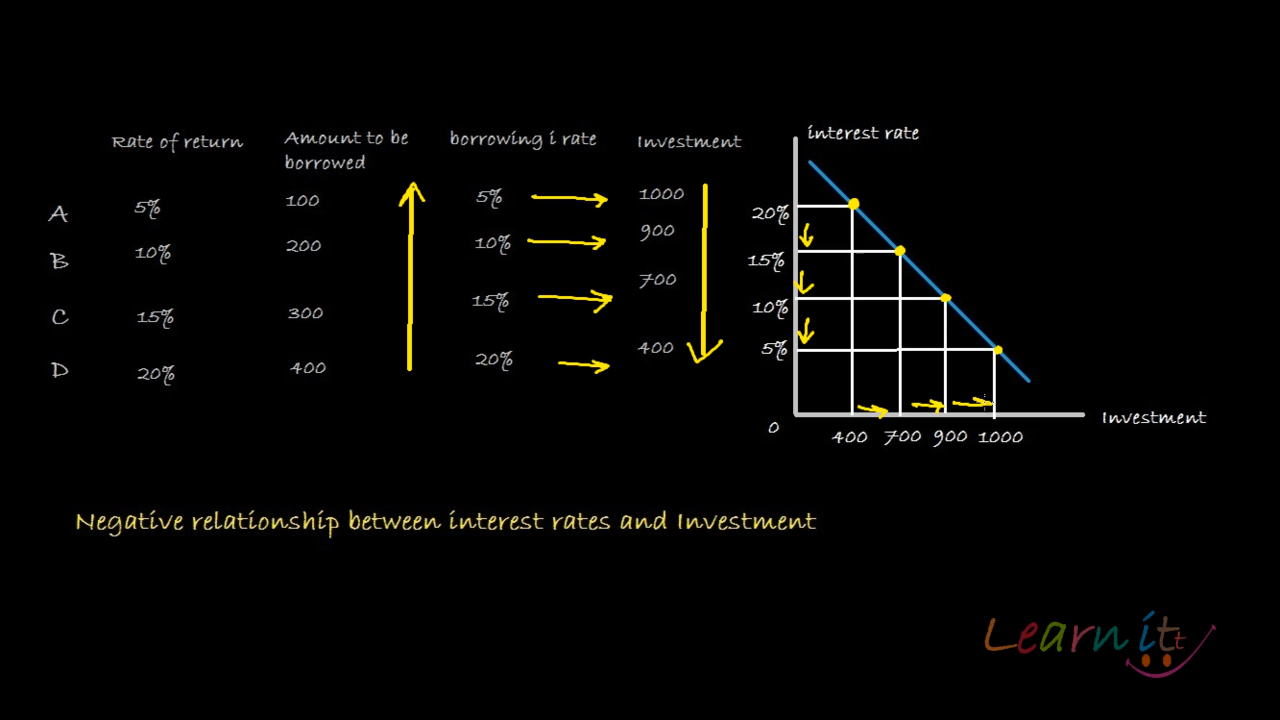 Rate of return Amount to be borrowed borrowing i rate Investment
A 5% 100 5% 1000
B 10% 200 10% 900
C 15% 300 15% 700
D 20% 400 20% 400
interest rate
20%
15%
10%
5%
0
400 700 900 1000
Investment
Negative relationship between interest rates and Investment
Learnitt